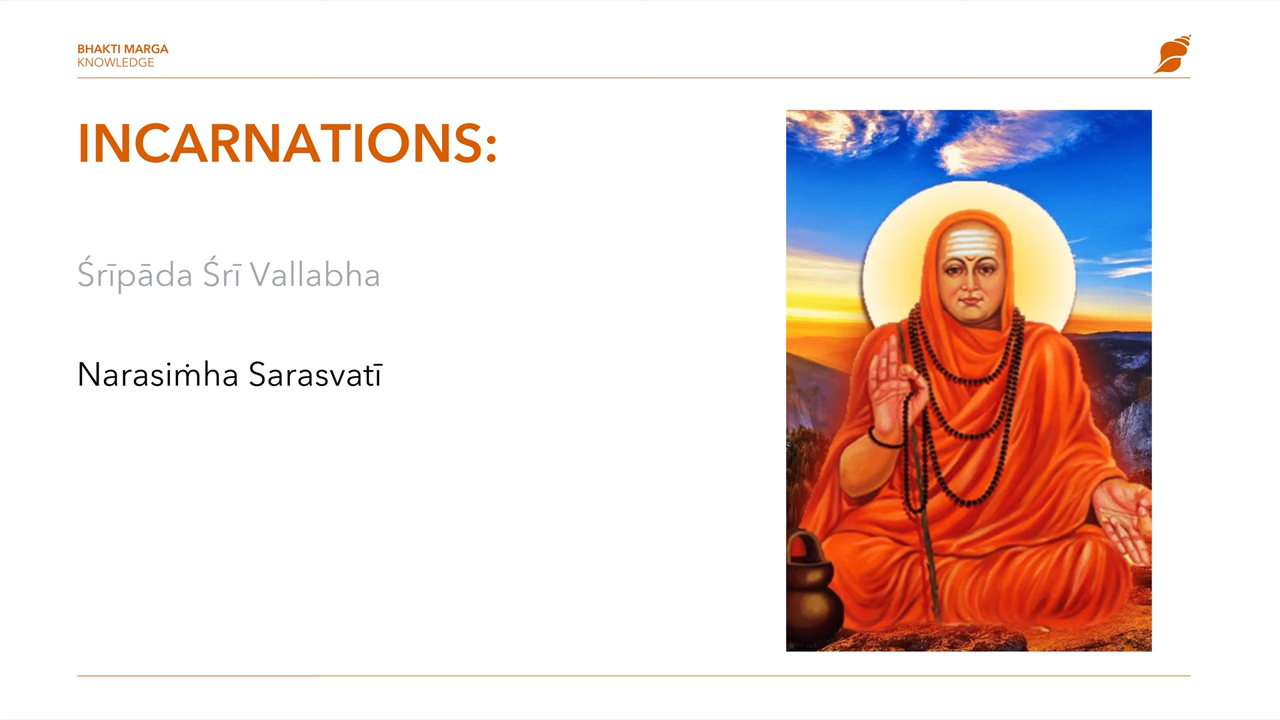 BHAKTI MARGA
KNOWLEDGE
INCARNATIONS:
Śrīpāda Śrī Vallabha
Narasiṁha Sarasvatī